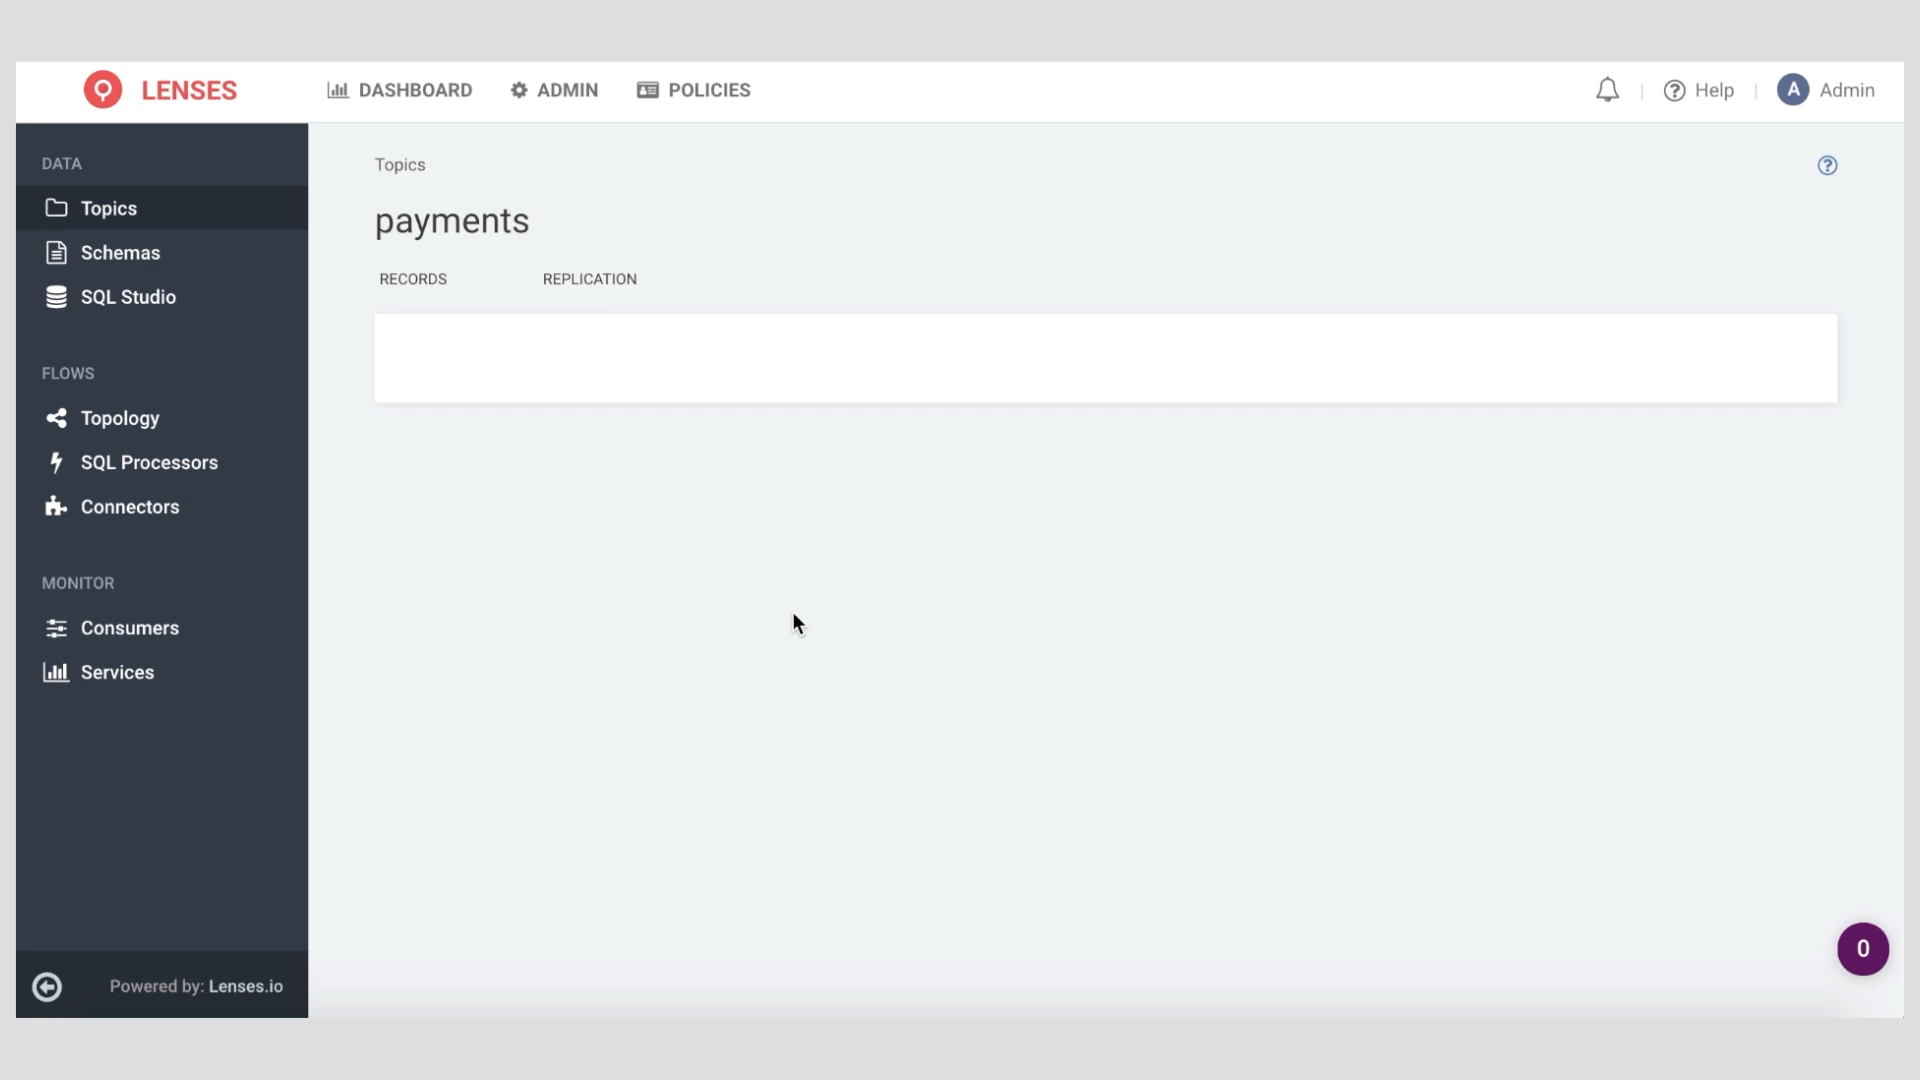 LENSES
DASHBOARD
ADMIN
POLICIES
Help
A
Admin
DATA
Topics
Schemas
SQL Studio
FLOWS
Topology
SQL Processors
Connectors
MONITOR
Consumers
Services
Powered by: Lenses.io
Topics
payments
RECORDS
REPLICATION
0